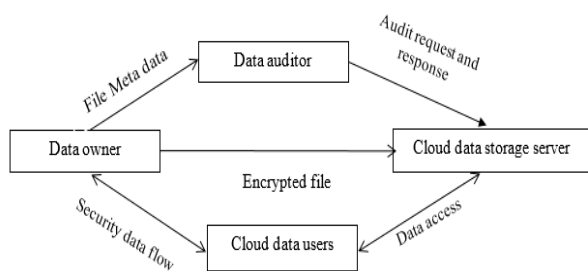 Data auditor
Audit request and
response
File Meta data
Data owner
Cloud data storage server
Encrypted file
Security data flow
Cloud data users
Data access